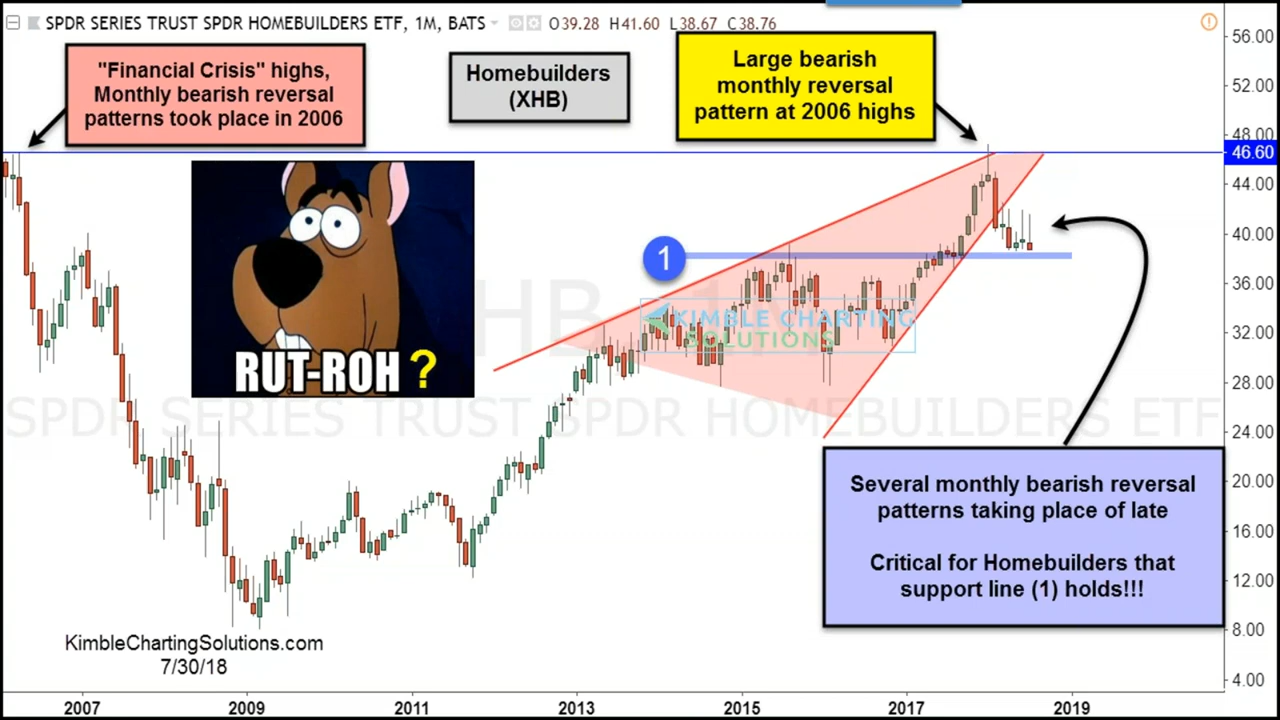 SPDR SERIES TRUST SPDR HOMEBUILDERS ETF, 1M, BATS O39.28 H41.60 L38.67 C38.76
"Financial Crisis" highs,
Monthly bearish reversal
patterns took place in 2006
Homebuilders
(XHB)
Large bearish
monthly reversal
pattern at 2006 highs
56.00
52.00
48.00
46.60
44.00
40.00
36.00
32.00
28.00
24.00
20.00
16.00
12.00
8.00
4.00
1
RUT-ROH ?
KIMBLE CHARTING
SOLUTIONS
SPDR SERIES TRUST SPDR HOMEBUILDERS ETF
Several monthly bearish reversal
patterns taking place of late
Critical for Homebuilders that
support line (1) holds!!!
KimbleChartingSolutions.com
7/30/18
2007 2009 2011 2013 2015 2017 2019